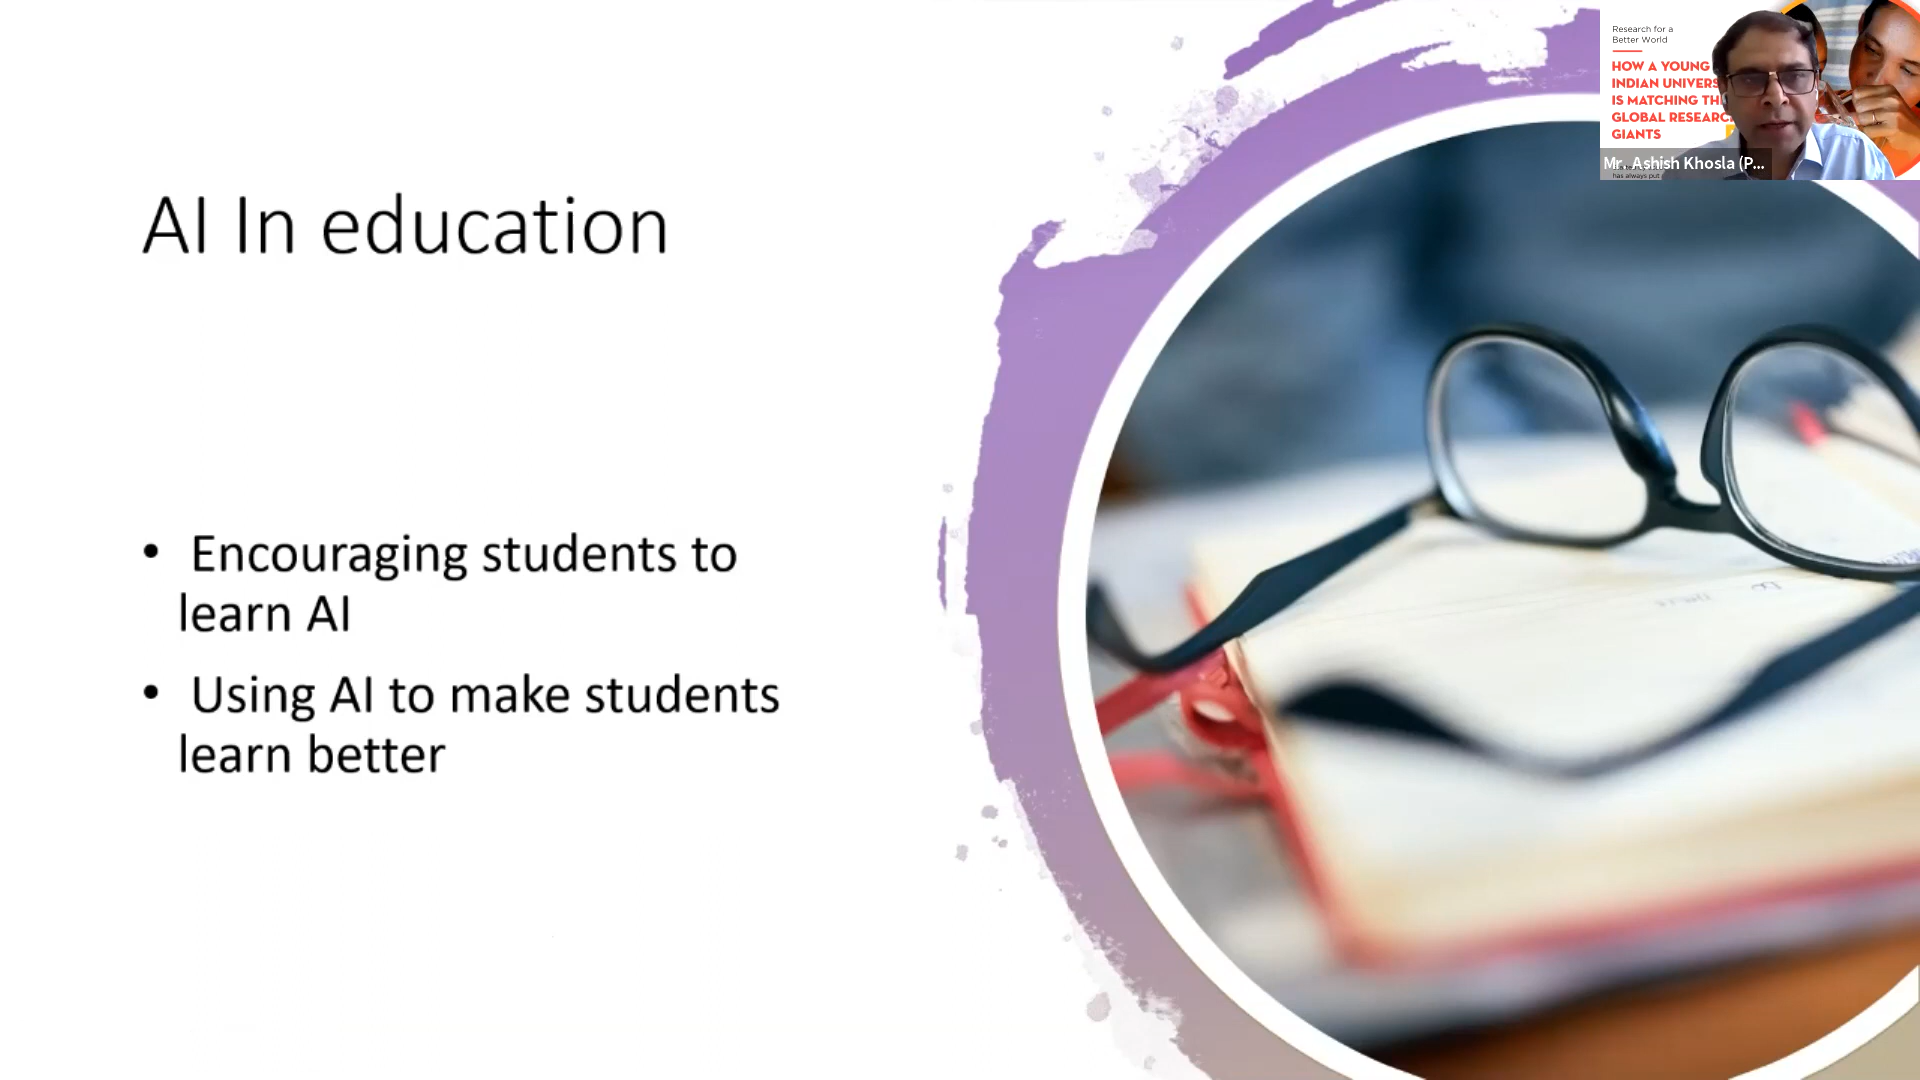 Research for a
Better World
HOW A YOUNG
INDIAN UNIVERS
IS MATCHING TH
GLOBAL RESEARC
GIANTS
Mr. Ashish Khosla (P...
has always put
AI In education
• Encouraging students to
learn AI
• Using AI to make students
learn better